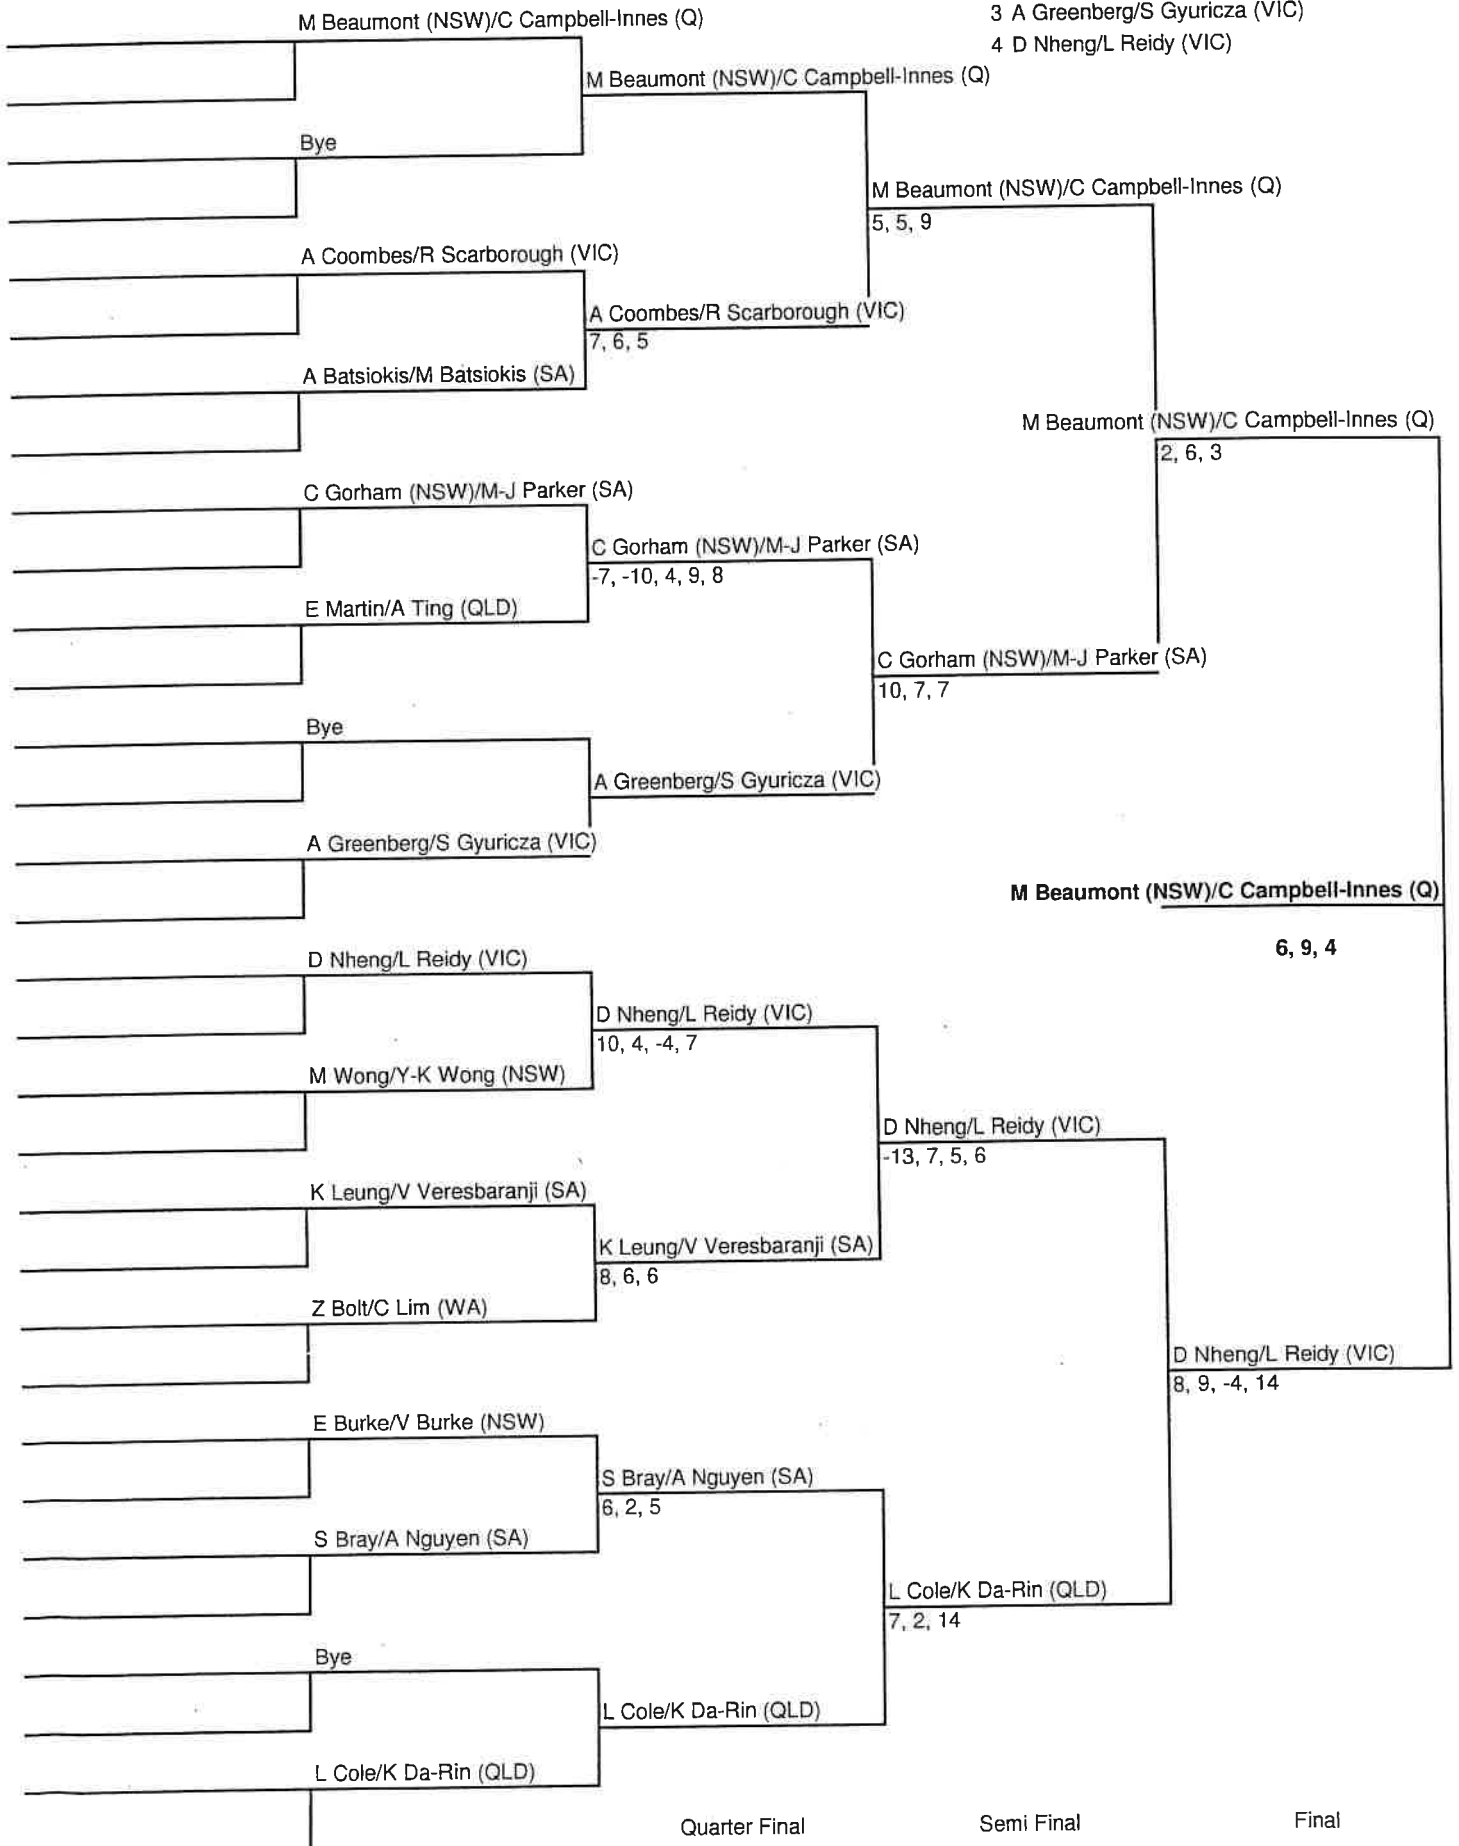 M Beaumont (NSW)/C Campbell-Innes (Q)
3 A Greenberg/S Gyuricza (VIC)
4 D Nheng/L Reidy (VIC)
M Beaumont (NSW)/C Campbell-Innes (Q)
Bye
M Beaumont (NSW)/C Campbell-Innes (Q)
5, 5, 9
A Coombes/R Scarborough (VIC)
A Coombes/R Scarborough (VIC)
7, 6, 5
A Batsiokis/M Batsiokis (SA)
M Beaumont (NSW)/C Campbell-Innes (Q)
2, 6, 3
C Gorham (NSW)/M-J Parker (SA)
C Gorham (NSW)/M-J Parker (SA)
-7, -10, 4, 9, 8
E Martin/A Ting (QLD)
C Gorham (NSW)/M-J Parker (SA)
10, 7, 7
Bye
A Greenberg/S Gyuricza (VIC)
A Greenberg/S Gyuricza (VIC)
M Beaumont (NSW)/C Campbell-Innes (Q)
6, 9, 4
D Nheng/L Reidy (VIC)
D Nheng/L Reidy (VIC)
10, 4, -4, 7
M Wong/Y-K Wong (NSW)
D Nheng/L Reidy (VIC)
-13, 7, 5, 6
K Leung/V Veresbaranji (SA)
K Leung/V Veresbaranji (SA)
8, 6, 6
Z Bolt/C Lim (WA)
D Nheng/L Reidy (VIC)
8, 9, -4, 14
E Burke/V Burke (NSW)
S Bray/A Nguyen (SA)
6, 2, 5
S Bray/A Nguyen (SA)
L Cole/K Da-Rin (QLD)
7, 2, 14
Bye
L Cole/K Da-Rin (QLD)
L Cole/K Da-Rin (QLD)
Quarter Final
Semi Final
Final